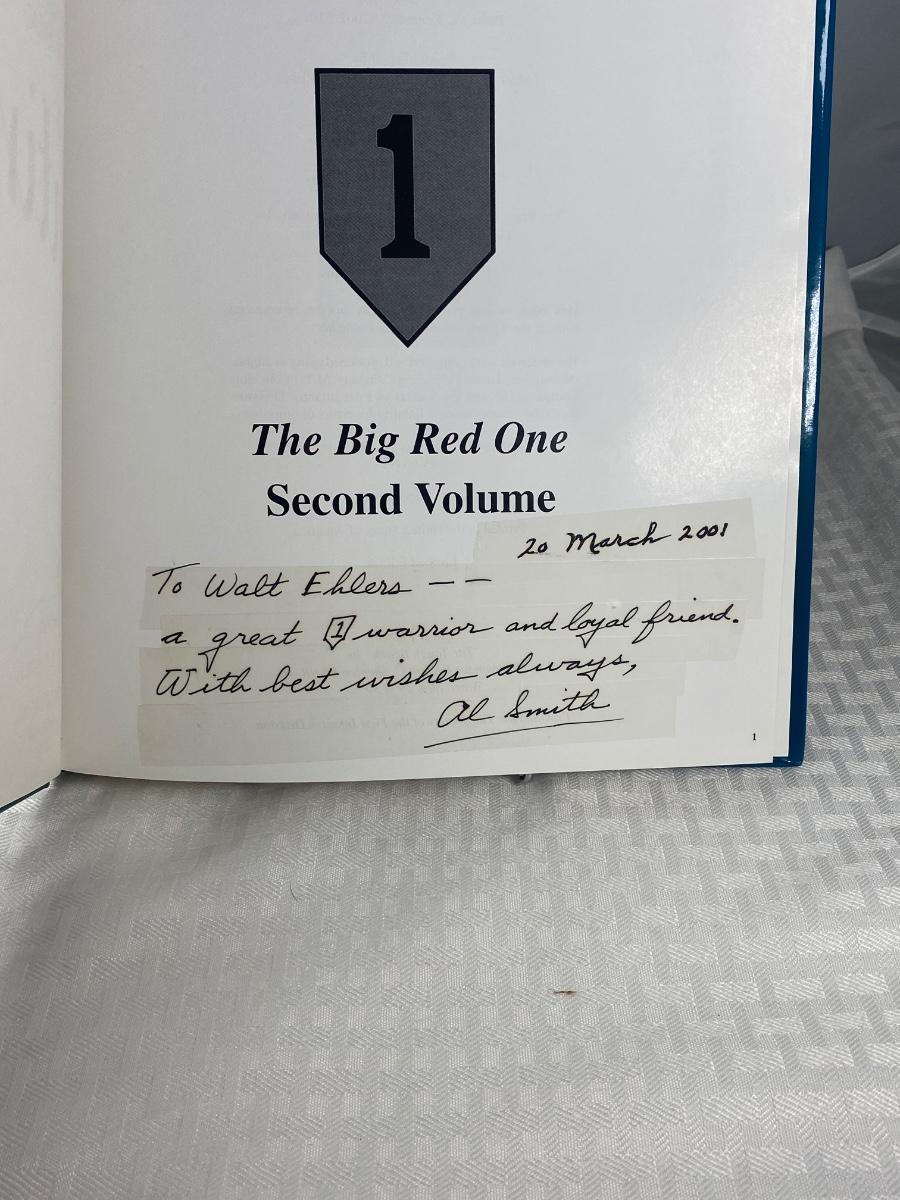 1
The Big Red One
Second Volume
20 March 2001
To Walt Ehlers --
a great 1 warrior and loyal friend.
With best wishes always,
Al Smith
1